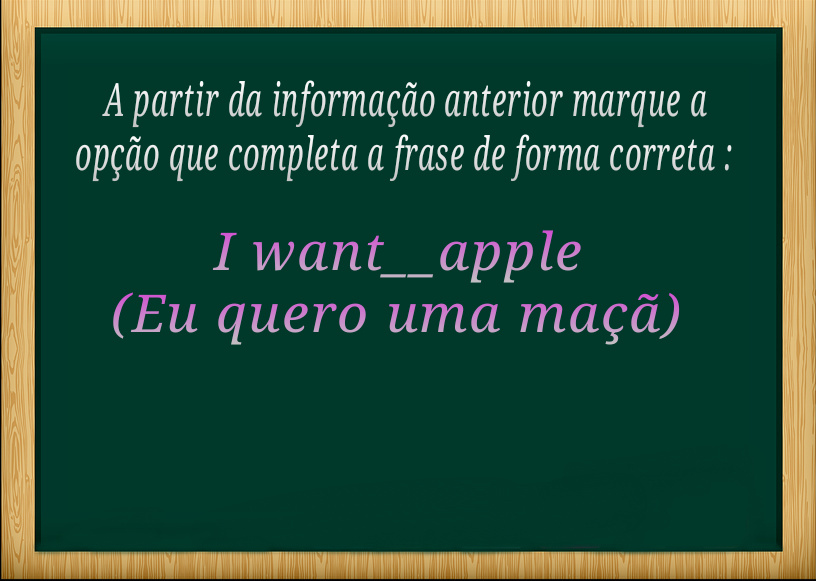 A partir da informação anterior marque a
opção que completa a frase de forma correta :
I want__apple
(Eu quero uma maçã)